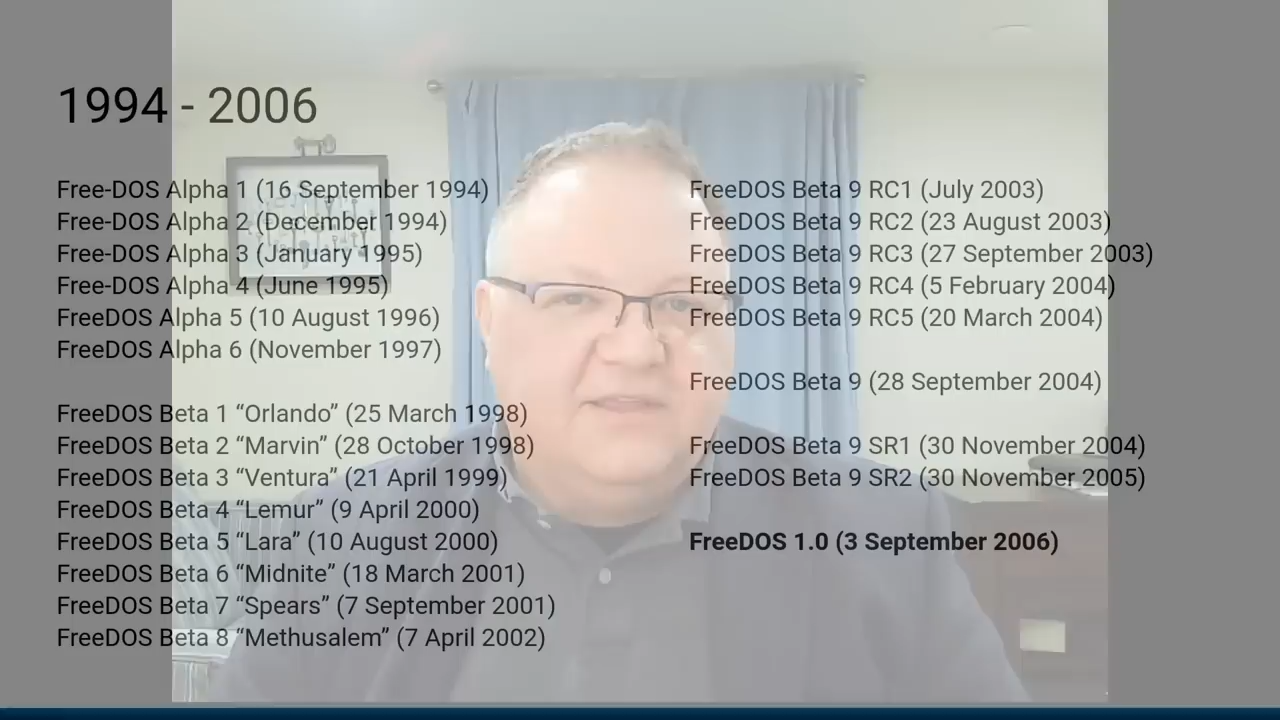 1994 - 2006
Free-DOS Alpha 1 (16 September 1994)
Free-DOS Alpha 2 (December 1994)
Free-DOS Alpha 3 (January 1995)
Free-DOS Alpha 4 (June 1995)
FreeDOS Alpha 5 (10 August 1996)
FreeDOS Alpha 6 (November 1997)
FreeDOS Beta 1 “Orlando” (25 March 1998)
FreeDOS Beta 2 “Marvin” (28 October 1998)
FreeDOS Beta 3 “Ventura” (21 April 1999)
FreeDOS Beta 4 “Lemur” (9 April 2000)
FreeDOS Beta 5 “Lara” (10 August 2000)
FreeDOS Beta 6 “Midnite” (18 March 2001)
FreeDOS Beta 7 “Spears” (7 September 2001)
FreeDOS Beta 8 “Methusalem” (7 April 2002)
FreeDOS Beta 9 RC1 (July 2003)
FreeDOS Beta 9 RC2 (23 August 2003)
FreeDOS Beta 9 RC3 (27 September 2003)
FreeDOS Beta 9 RC4 (5 February 2004)
FreeDOS Beta 9 RC5 (20 March 2004)
FreeDOS Beta 9 (28 September 2004)
FreeDOS Beta 9 SR1 (30 November 2004)
FreeDOS Beta 9 SR2 (30 November 2005)
FreeDOS 1.0 (3 September 2006)